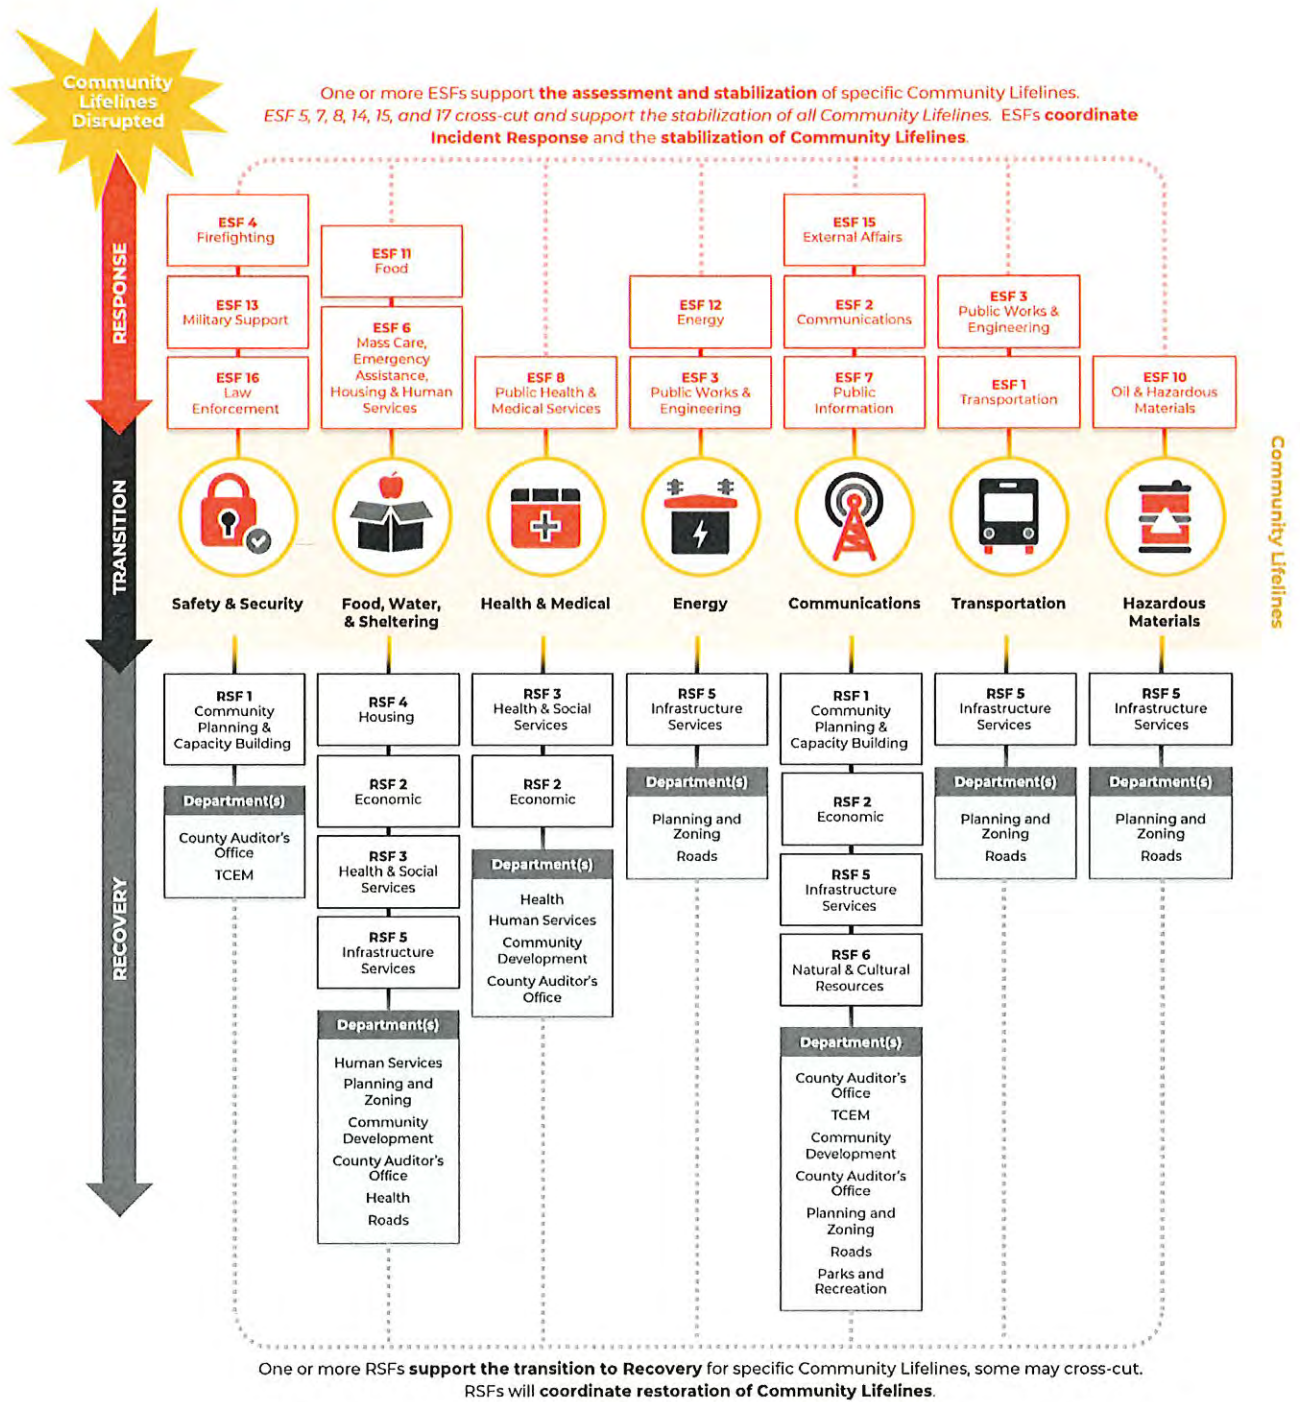 Community
Lifelines
Disrupted
One or more ESFs support the assessment and stabilization of specific Community Lifelines.
ESF 5, 7, 8, 14, 15, and 17 cross-cut and support the stabilization of all Community Lifelines. ESFs coordinate
Incident Response and the stabilization of Community Lifelines.
RESPONSE
ESF 4
Firefighting
ESF 13
Military Support
ESF 16
Law
Enforcement
ESF 11
Food
ESF 6
Mass Care,
Emergency
Assistance,
Housing & Human
Services
ESF 8
Public Health &
Medical Services
ESF 12
Energy
ESF 3
Public Works &
Engineering
ESF 15
External Affairs
ESF 2
Communications
ESF 7
Public
Information
ESF 3
Public Works &
Engineering
ESF 1
Transportation
ESF 10
Oil & Hazardous
Materials
TRANSITION
Safety & Security
Food, Water,
& Sheltering
Health & Medical
Energy
Communications
Transportation
Hazardous
Materials
Community Lifelines
RECOVERY
RSF 1
Community
Planning &
Capacity Building
Department(s)
County Auditor's
Office
TCEM
RSF 4
Housing
RSF 2
Economic
RSF 3
Health & Social
Services
RSF 5
Infrastructure
Services
Department(s)
Human Services
Planning and
Zoning
Community
Development
County Auditor's
Office
Health
Roads
RSF 3
Health & Social
Services
RSF 2
Economic
Department(s)
Health
Human Services
Community
Development
County Auditor's
Office
RSF 5
Infrastructure
Services
Department(s)
Planning and
Zoning
Roads
RSF 1
Community
Planning &
Capacity Building
RSF 2
Economic
RSF 5
Infrastructure
Services
RSF 6
Natural & Cultural
Resources
Department(s)
County Auditor's
Office
TCEM
Community
Development
County Auditor's
Office
Planning and
Zoning
Roads
Parks and
Recreation
RSF 5
Infrastructure
Services
Department(s)
Planning and
Zoning
Roads
RSF 5
Infrastructure
Services
Department(s)
Planning and
Zoning
Roads
One or more RSFs support the transition to Recovery for specific Community Lifelines, some may cross-cut.
RSFs will coordinate restoration of Community Lifelines.